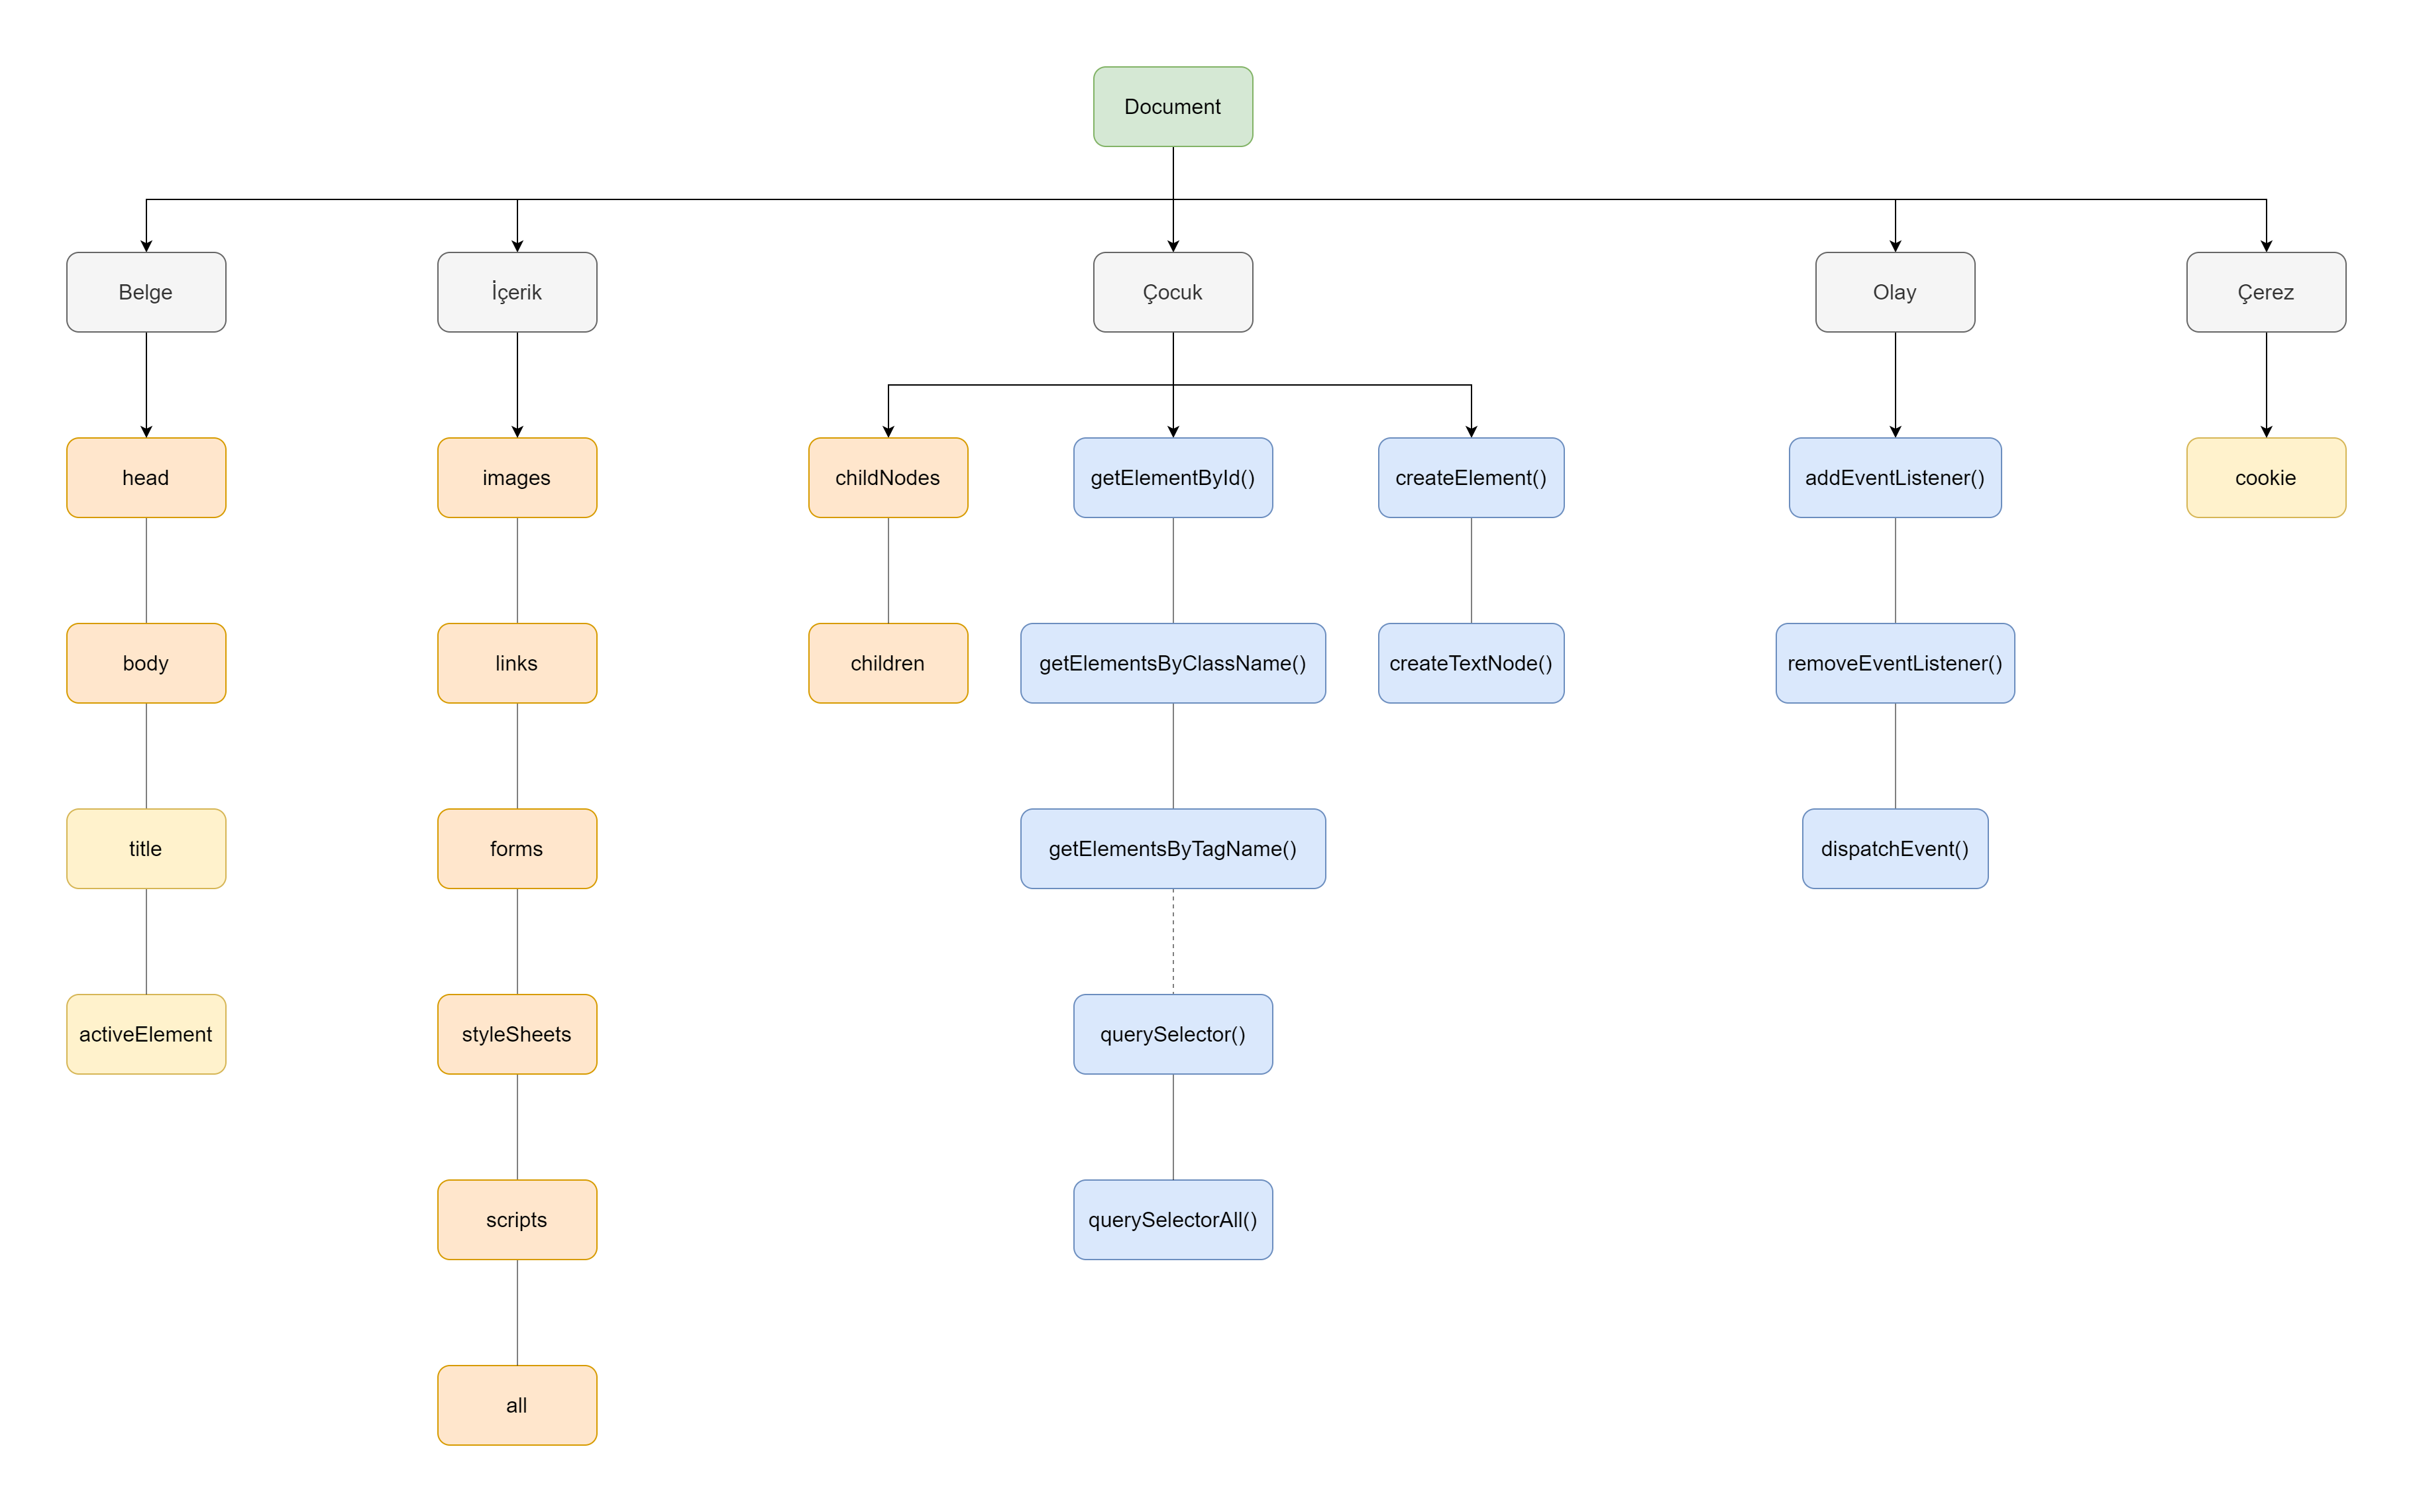 Document
Belge
İçerik
Çocuk
Olay
Çerez
head
images
childNodes
getElementById()
createElement()
addEventListener()
cookie
body
links
children
getElementsByClassName()
createTextNode()
removeEventListener()
title
forms
getElementsByTagName()
dispatchEvent()
activeElement
styleSheets
querySelector()
scripts
querySelectorAll()
all